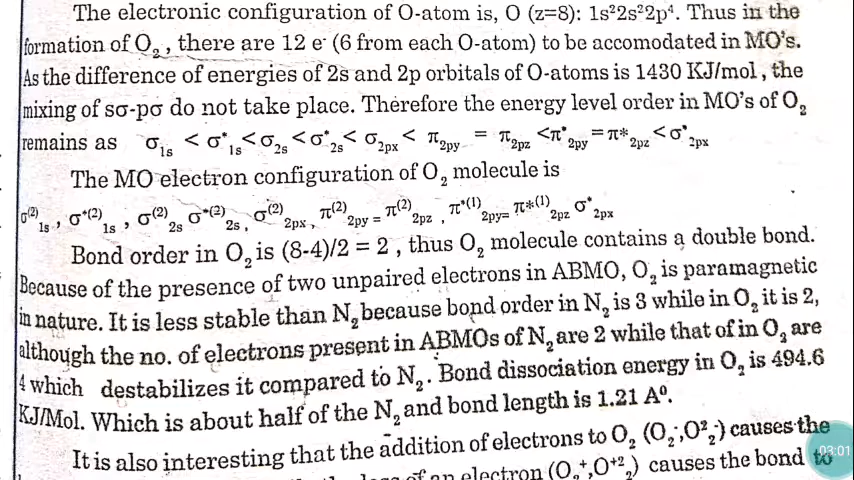 The electronic configuration of O-atom is, O (z=8): 1s²2s²2p⁴. Thus in the
formation of O₂, there are 12 e⁻ (6 from each O-atom) to be accomodated in MO's.
As the difference of energies of 2s and 2p orbitals of O-atoms is 1430 KJ/mol, the
mixing of sσ-pσ do not take place. Therefore the energy level order in MO's of O₂
remains as σ1s < σ*1s < σ2s < σ*2s < σ2px < π2py = π2pz < π*2py = π*2pz < σ*2px
The MO electron configuration of O₂ molecule is
σ(2)1s, σ*(2)1s, σ(2)2s σ*(2)2s, σ(2)2px, π(2)2py = π(2)2pz, π*(1)2py= π*(1)2pz σ*2px
Bond order in O₂ is (8-4)/2 = 2, thus O₂ molecule contains a double bond.
Because of the presence of two unpaired electrons in ABMO, O₂ is paramagnetic
in nature. It is less stable than N₂ because bond order in N₂ is 3 while in O₂ it is 2,
although the no. of electrons present in ABMOs of N₂ are 2 while that of in O₂ are
4 which destabilizes it compared to N₂. Bond dissociation energy in O₂ is 494.6
KJ/Mol. Which is about half of the N₂ and bond length is 1.21 A⁰.
It is also interesting that the addition of electrons to O₂ (O₂⁻, O²₂⁻) causes the
of an electron (O₂⁺, O⁺²₂) causes the bond to
03:01